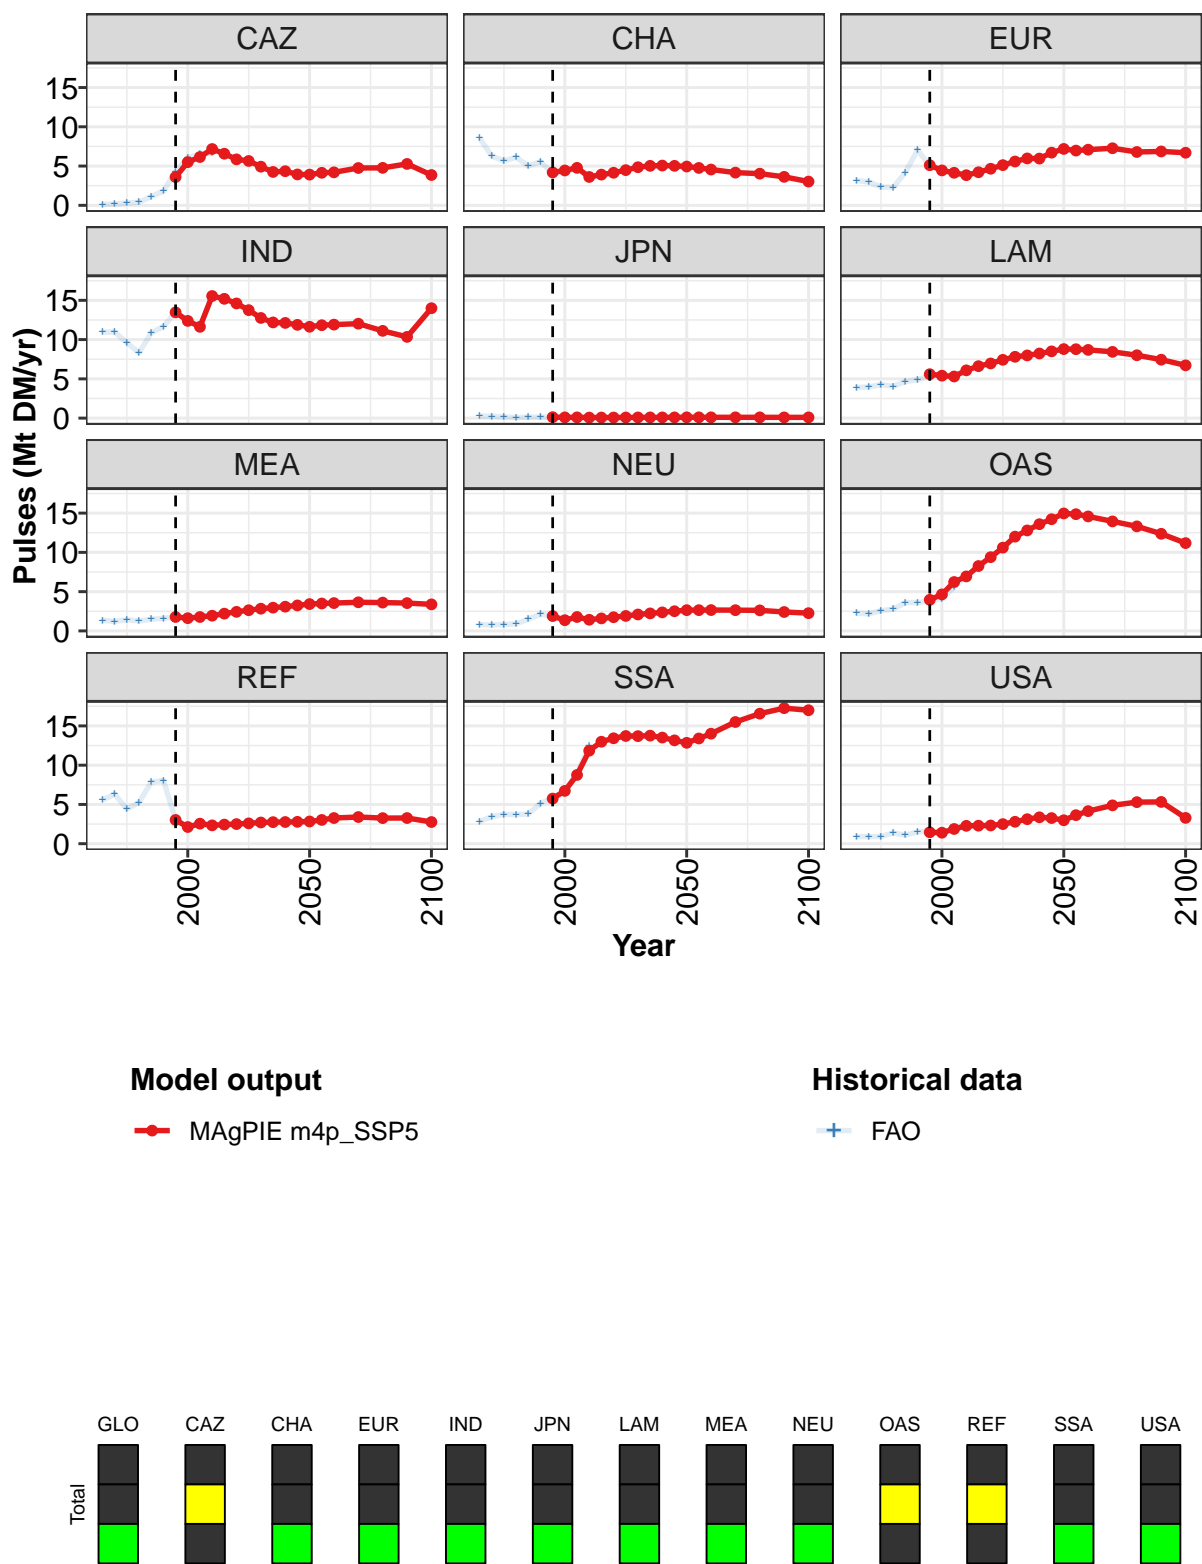 CAZ CHA EUR
15
10
5
0
IND JPN LAM
15
10
5
0
MEA NEU OAS
15
10
5
0
REF SSA USA
15
10
5
0
Pulses (Mt DM/yr)
2000 2050 2100 2000 2050 2100 2000 2050 2100
Year
Model output Historical data
MAgPIE m4p_SSP5 FAO
GLO CAZ CHA EUR IND JPN LAM MEA NEU OAS REF SSA USA
Total